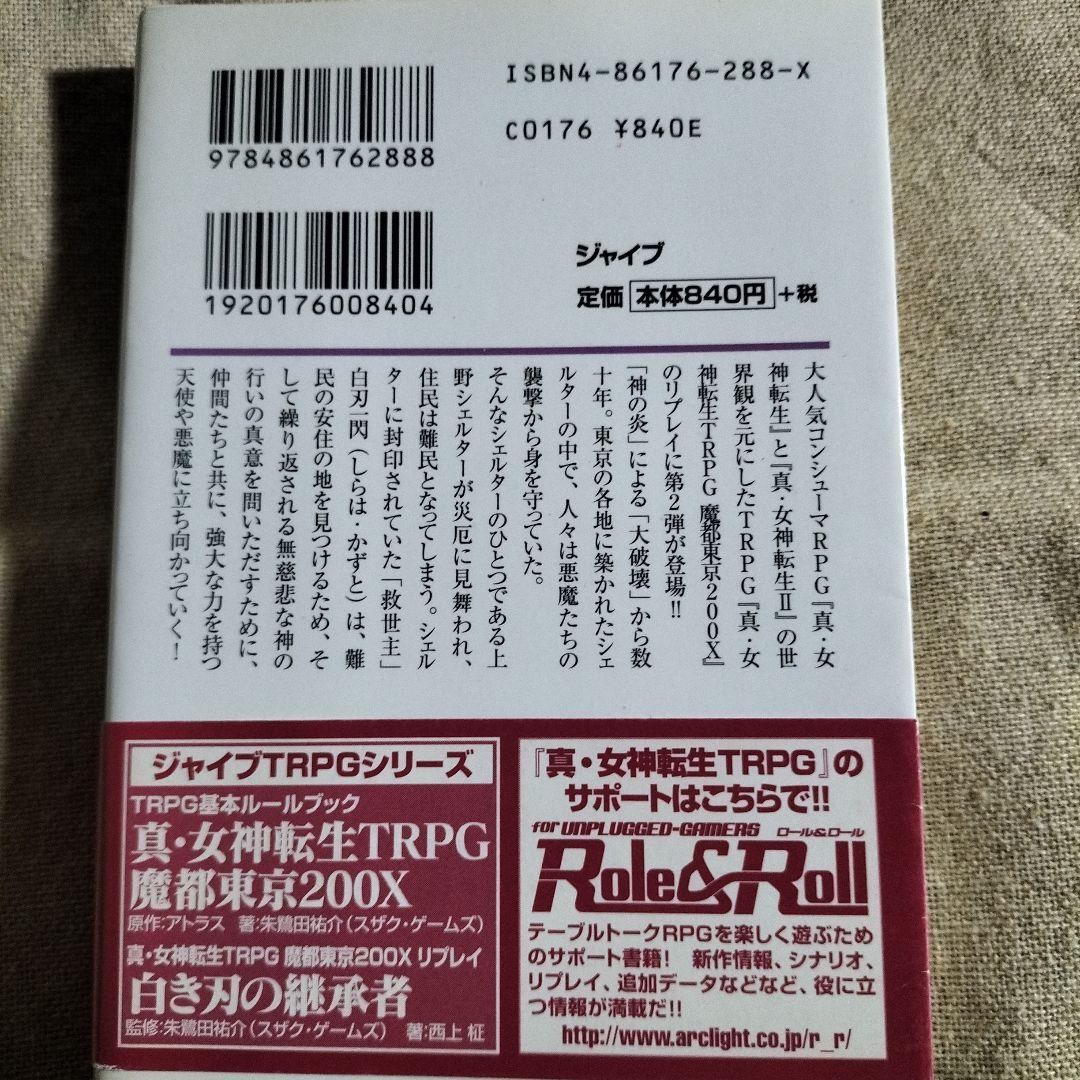 ISBN4-86176-288-X
C0176 ¥840E
9784861762888
1920176008404
ジャイブ
定価 本体840円 +税
大人気コンシューマRPG『真・女
神転生』と『真・女神転生Ⅱ』の世
界観を元にしたTRPG『真・女
神転生TRPG 魔都東京200X』
のリプレイに第2弾が登場!!
「神の炎」による「大破壊」から数
十年。東京の各地に築かれたシェ
ルターの中で、人々は悪魔たちの
襲撃から身を守っていた。
そんなシェルターのひとつである上
野シェルターが災厄に見舞われ、
住民は難民となってしまう。シェル
ターに封印されていた「救世主」
白刃一閃（しらは・かずと）は、難
民の安住の地を見つけるため、そ
して繰り返される無慈悲な神の
行いの真意を問いただすために、
仲間たちと共に、強大な力を持つ
天使や悪魔に立ち向かっていく！
ジャイブTRPGシリーズ
TRPG基本ルールブック
真・女神転生TRPG
魔都東京200X
原作:アトラス 著:朱鷺田祐介（スザク・ゲームズ）
真・女神転生TRPG 魔都東京200X リプレイ
白き刃の継承者
監修:朱鷺田祐介（スザク・ゲームズ） 著:西上 柾
『真・女神転生TRPG』の
サポートはこちらで!!
for UNPLUGGED-GAMERS ロール&ロール
Role&Roll
テーブルトークRPGを楽しく遊ぶため
のサポート書籍！ 新作情報、シナリオ、
リプレイ、追加データなどなど、役に立
つ情報が満載だ!!
http://www.arclight.co.jp/r_r/